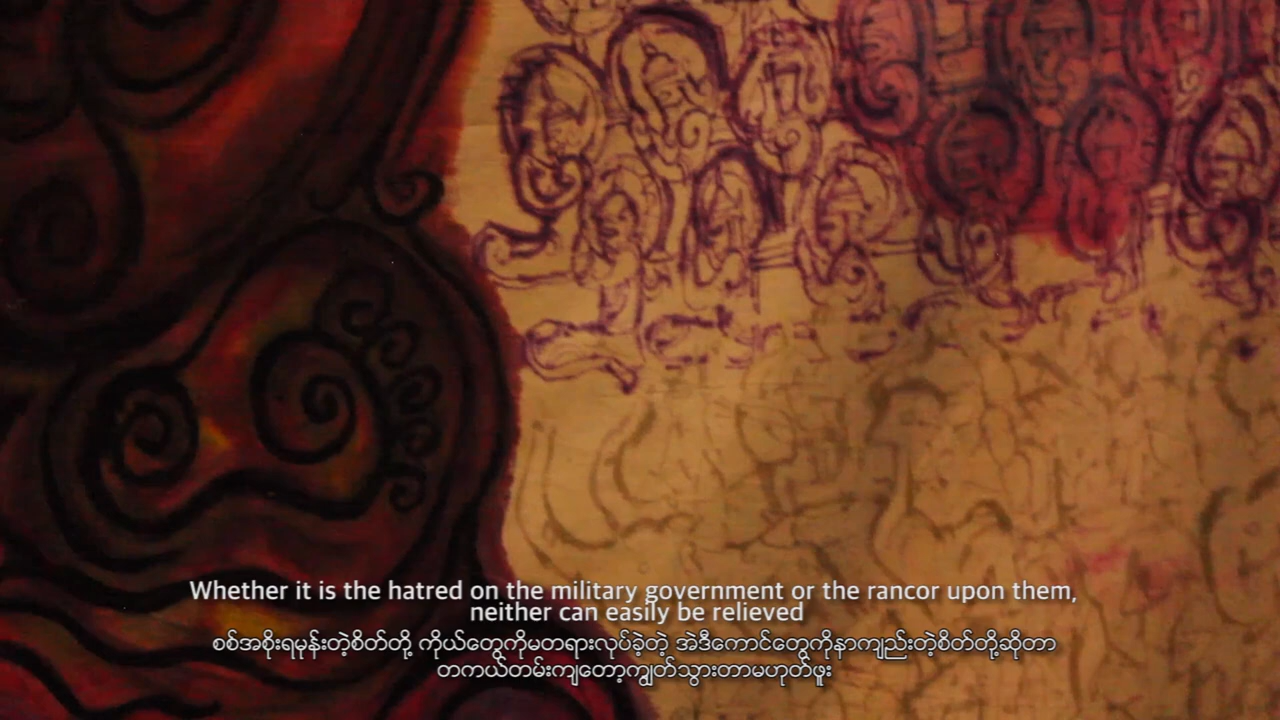 Whether it is the hatred on the military government or the rancor upon them,
neither can easily be relieved
စစ်အစိုးရမုန်းတဲ့စိတ်တို့ ကိုယ်တွေကိုမတရားလုပ်ခဲ့တဲ့ အဲဒီကောင်တွေကိုနာကျည်းတဲ့စိတ်တို့ဆိုတာ
တကယ်တမ်းကျတော့ကျွတ်သွားတာမဟုတ်ဖူး